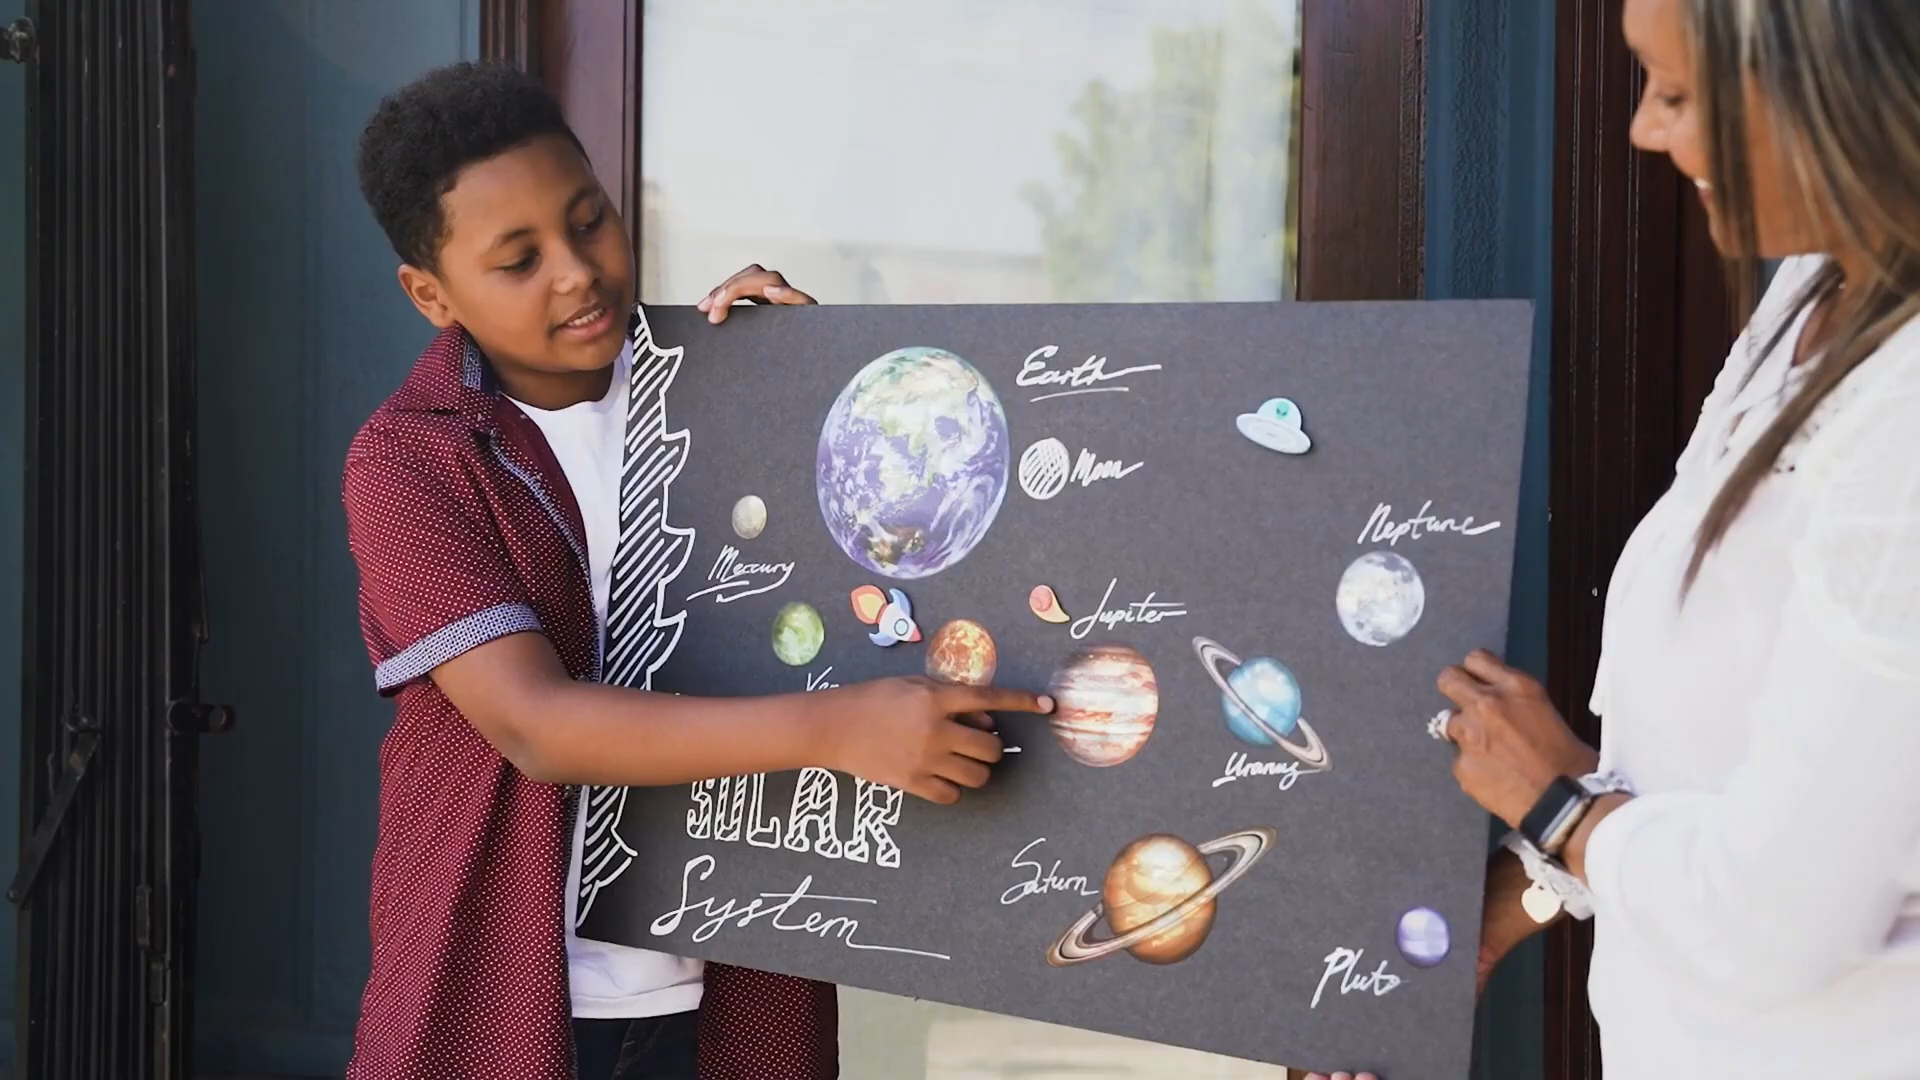 Earth
Moon
Neptune
Mercury
Jupiter
Uranus
SOLAR
System
Saturn
Pluto